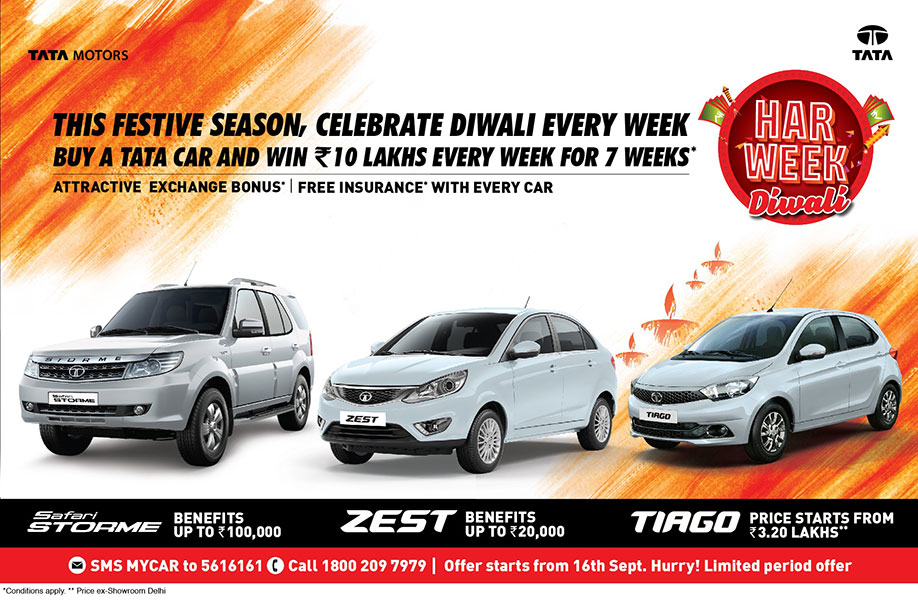 TATA MOTORS
TATA
THIS FESTIVE SEASON, CELEBRATE DIWALI EVERY WEEK
BUY A TATA CAR AND WIN ₹10 LAKHS EVERY WEEK FOR 7 WEEKS*
ATTRACTIVE EXCHANGE BONUS* | FREE INSURANCE* WITH EVERY CAR
HAR
WEEK
Diwali
STORME
Safari
STORME
ZEST
TIAGO
Safari
STORME
BENEFITS
UP TO ₹100,000
ZEST
BENEFITS
UP TO ₹20,000
TIAGO
PRICE STARTS FROM
₹3.20 LAKHS**
SMS MYCAR to 5616161 Call 1800 209 7979 | Offer starts from 16th Sept. Hurry! Limited period offer
*Conditions apply. ** Price ex-Showroom Delhi